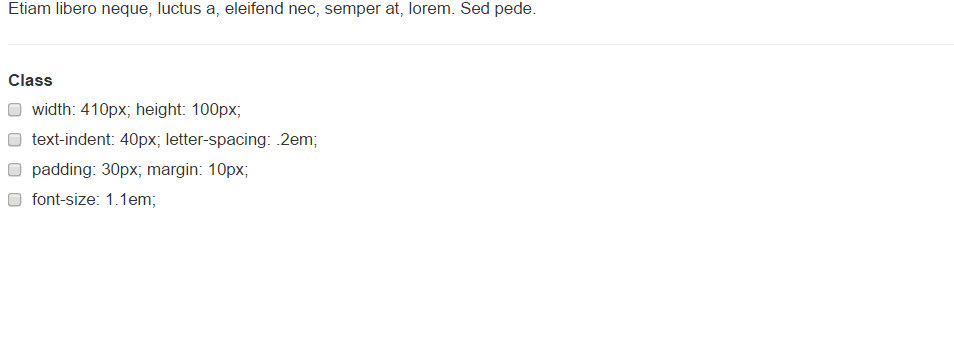 Etiam libero neque, luctus a, eleifend nec, semper at, lorem. Sed pede.
Class
width: 410px; height: 100px;
text-indent: 40px; letter-spacing: .2em;
padding: 30px; margin: 10px;
font-size: 1.1em;